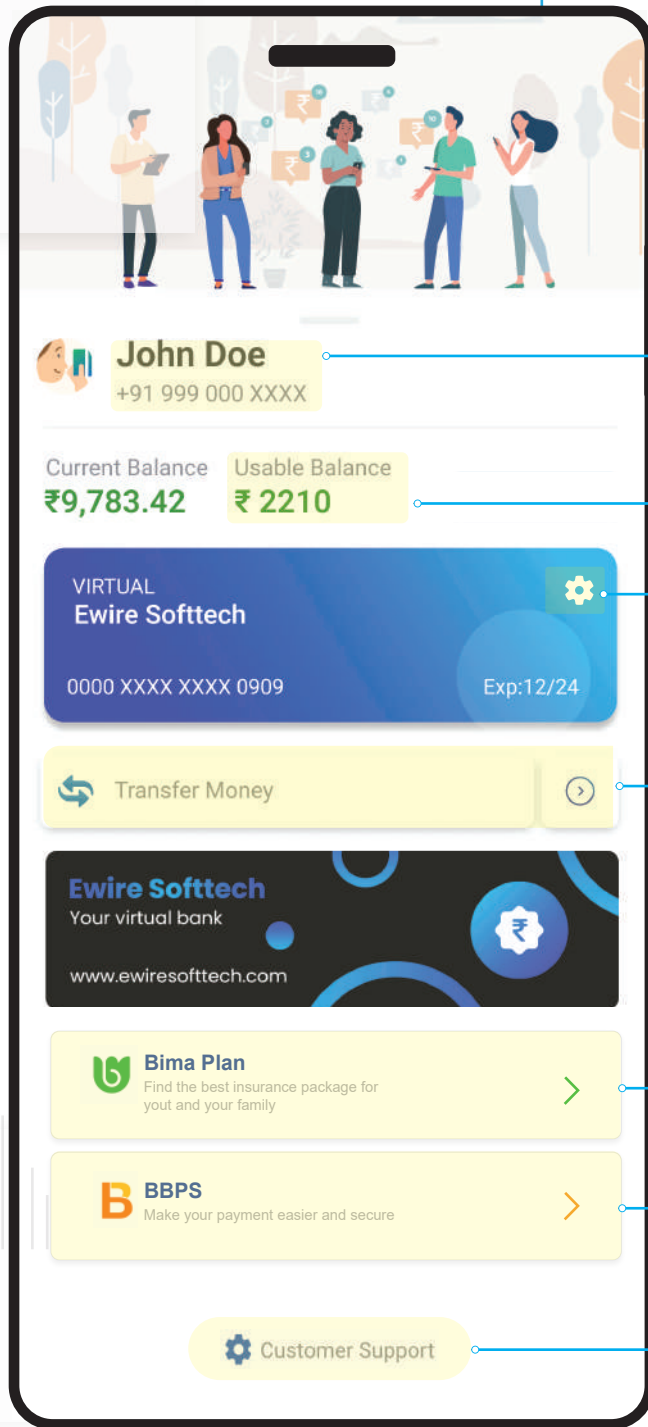 John Doe
+91 999 000 XXXX
Current Balance
Usable Balance
₹9,783.42
₹ 2210
VIRTUAL
Ewire Softtech
0000 XXXX XXXX 0909
Exp:12/24
Transfer Money
Ewire Softtech
Your virtual bank
₹
www.ewiresofttech.com
Bima Plan
Find the best insurance package for
yout and your family
BBPS
Make your payment easier and secure
Customer Support